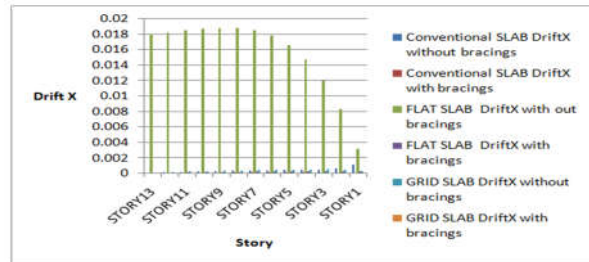 0.02
0.018
0.016
0.014
0.012
0.01
0.008
0.006
0.004
0.002
0
Drift X
STORY13
STORY11
STORY9
STORY7
STORY5
STORY3
STORY1
Story
Conventional SLAB DriftX
without bracings
Conventional SLAB DriftX
with bracings
FLAT SLAB DriftX with out
bracings
FLAT SLAB DriftX with
bracings
GRID SLAB DriftX without
bracings
GRID SLAB DriftX with
bracings